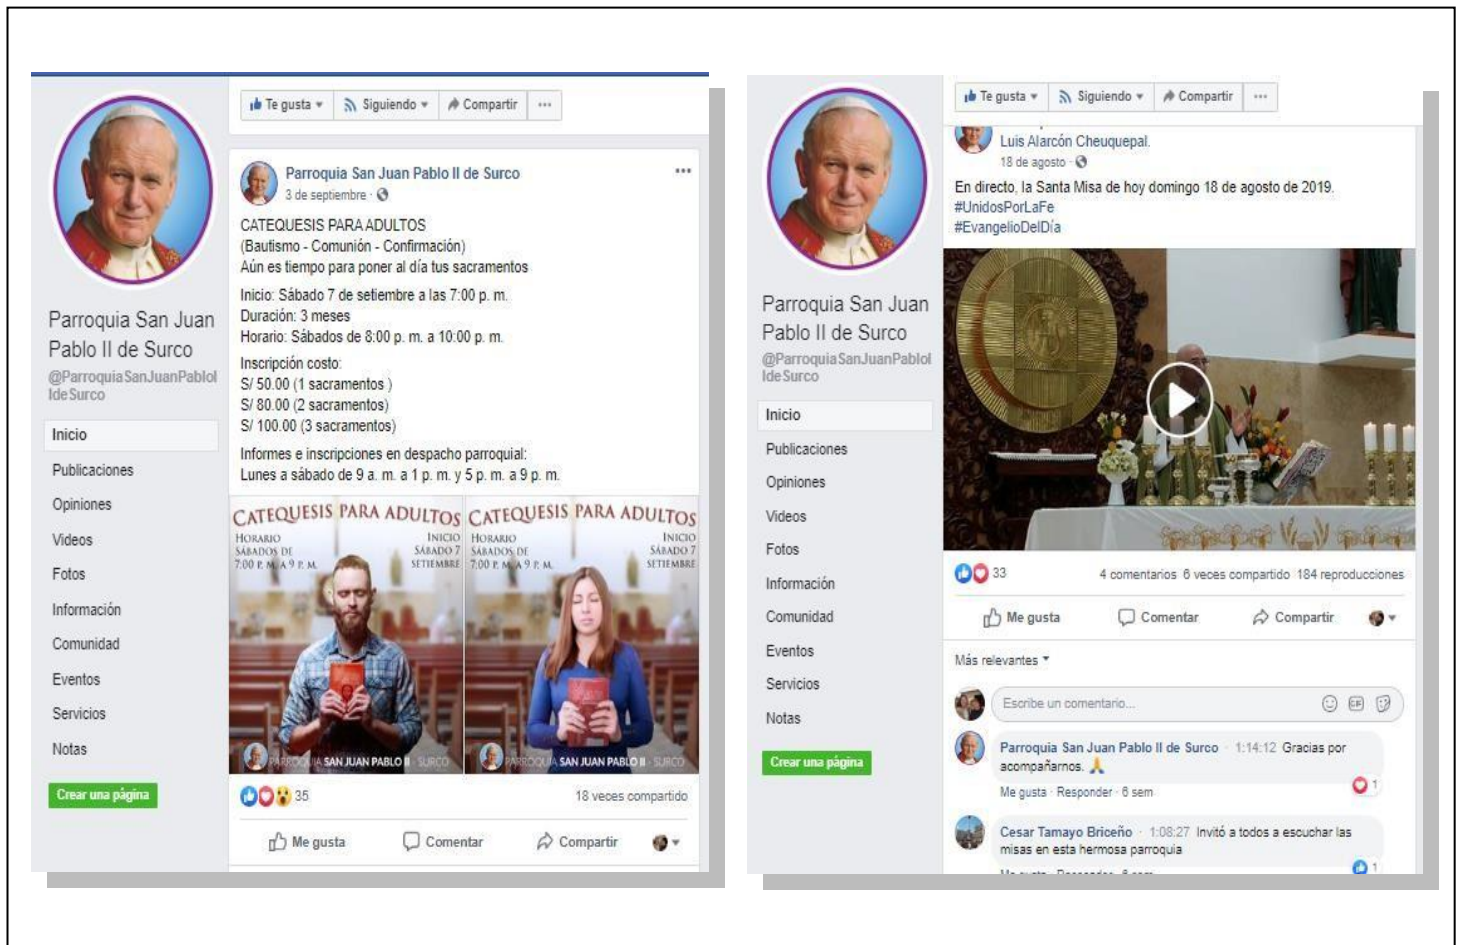 Te gusta
Siguiendo
Compartir
Parroquia San Juan Pablo II de Surco
3 de septiembre
CATEQUESIS PARA ADULTOS
(Bautismo - Comunión - Confirmación)
Aún es tiempo para poner al día tus sacramentos
Inicio: Sábado 7 de setiembre a las 7:00 p. m.
Duración: 3 meses
Horario: Sábados de 8:00 p. m. a 10:00 p. m.
Inscripción costo:
S/ 50.00 (1 sacramentos )
S/ 80.00 (2 sacramentos)
S/ 100.00 (3 sacramentos)
Informes e inscripciones en despacho parroquial:
Lunes a sábado de 9 a. m. a 1 p. m. y 5 p. m. a 9 p. m.
CATEQUESIS PARA ADULTOS
HORARIO
SÁBADOS DE
7:00 P. M. A 9 P. M.
INICIO
SÁBADO 7
SETIEMBRE
PARROQUIA SAN JUAN PABLO II - SURCO
CATEQUESIS PARA ADULTOS
HORARIO
SÁBADOS DE
7:00 P. M. A 9 P. M.
INICIO
SÁBADO 7
SETIEMBRE
PARROQUIA SAN JUAN PABLO II - SURCO
35
18 veces compartido
Me gusta
Comentar
Compartir
Parroquia San Juan
Pablo II de Surco
@ParroquiaSanJuanPabloI
IdeSurco
Inicio
Publicaciones
Opiniones
Videos
Fotos
Información
Comunidad
Eventos
Servicios
Notas
Crear una página
Te gusta
Siguiendo
Compartir
Luis Alarcón Cheuquepal.
18 de agosto
En directo, la Santa Misa de hoy domingo 18 de agosto de 2019.
#UnidosPorLaFe
#EvangelioDelDía
33
4 comentarios 6 veces compartido 184 reproducciones
Me gusta
Comentar
Compartir
Más relevantes
Escribe un comentario...
GIF
Parroquia San Juan Pablo II de Surco · 1:14:12 Gracias por
acompañarnos. 🙏
Me gusta · Responder · 6 sem
1
Cesar Tamayo Briceño · 1:08:27 Invitó a todos a escuchar las
misas en esta hermosa parroquia
1
Parroquia San Juan
Pablo II de Surco
@ParroquiaSanJuanPabloI
IdeSurco
Inicio
Publicaciones
Opiniones
Videos
Fotos
Información
Comunidad
Eventos
Servicios
Notas
Crear una página